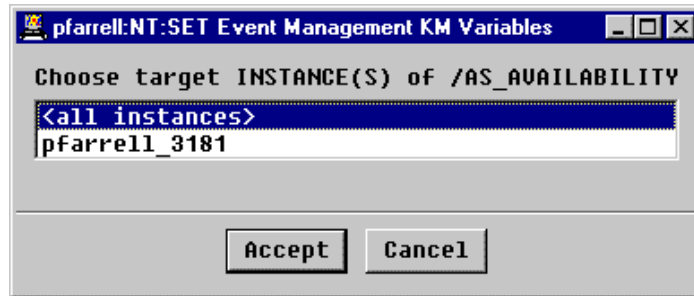 pfarrell:NT:SET Event Management KM Variables
Choose target INSTANCE(S) of /AS_AVAILABILITY
<all instances>
pfarrell_3181
Accept Cancel